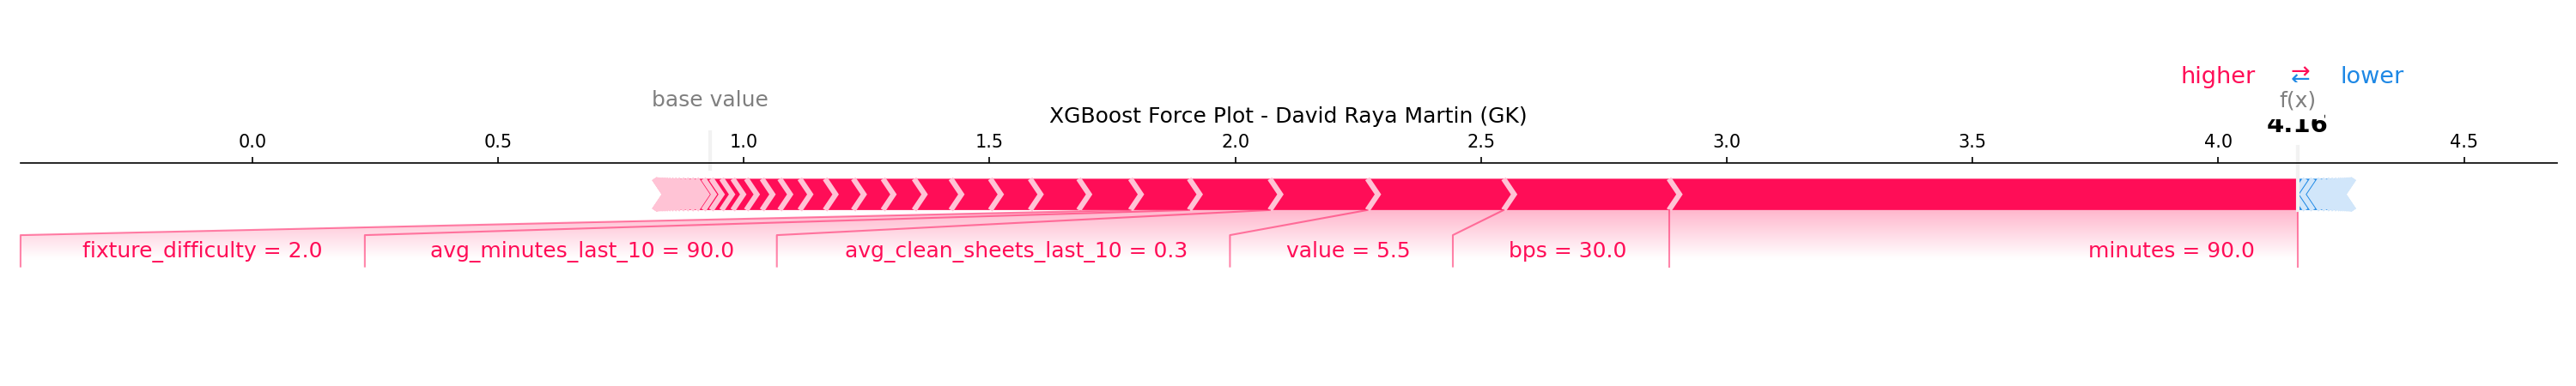 higher ⇄ lower
base value
f(x)
XGBoost Force Plot - David Raya Martin (GK)
4.16
0.0 0.5 1.0 1.5 2.0 2.5 3.0 3.5 4.0 4.5
fixture_difficulty = 2.0 avg_minutes_last_10 = 90.0 avg_clean_sheets_last_10 = 0.3 value = 5.5 bps = 30.0 minutes = 90.0